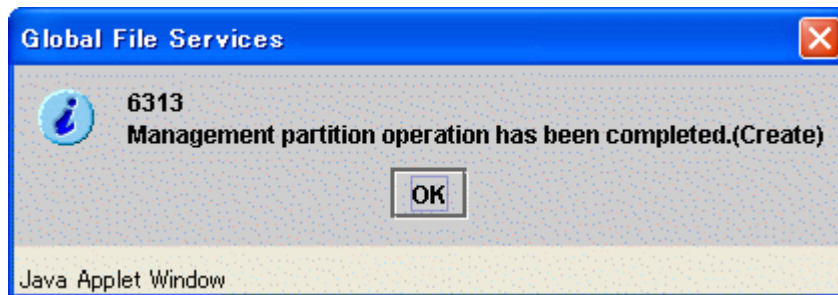 Global File Services
6313
Management partition operation has been completed.(Create)
OK
Java Applet Window